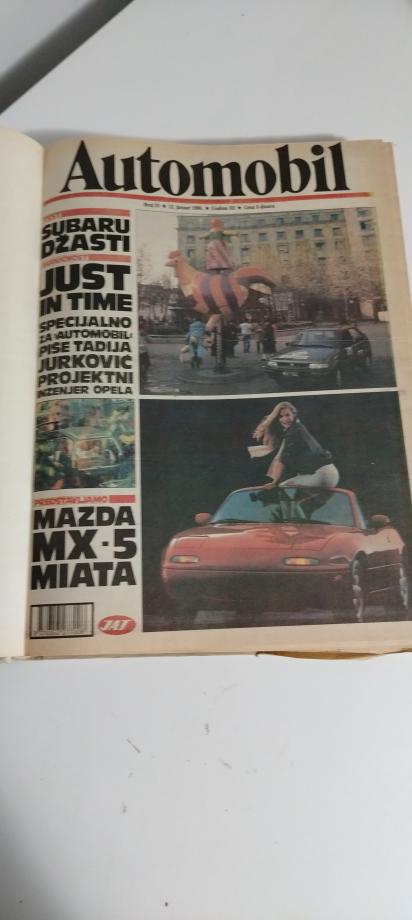 Automobil
TEST
SUBARU
DŽASTI
JUST
IN TIME
SPECIJALNO
ZA »AUTOMOBIL«
PIŠE TADIJA
JURKOVIĆ
PROJEKTNI
INŽENJER OPELA
PREDSTAVLJAMO
MAZDA
MX-5
MIATA
JAT